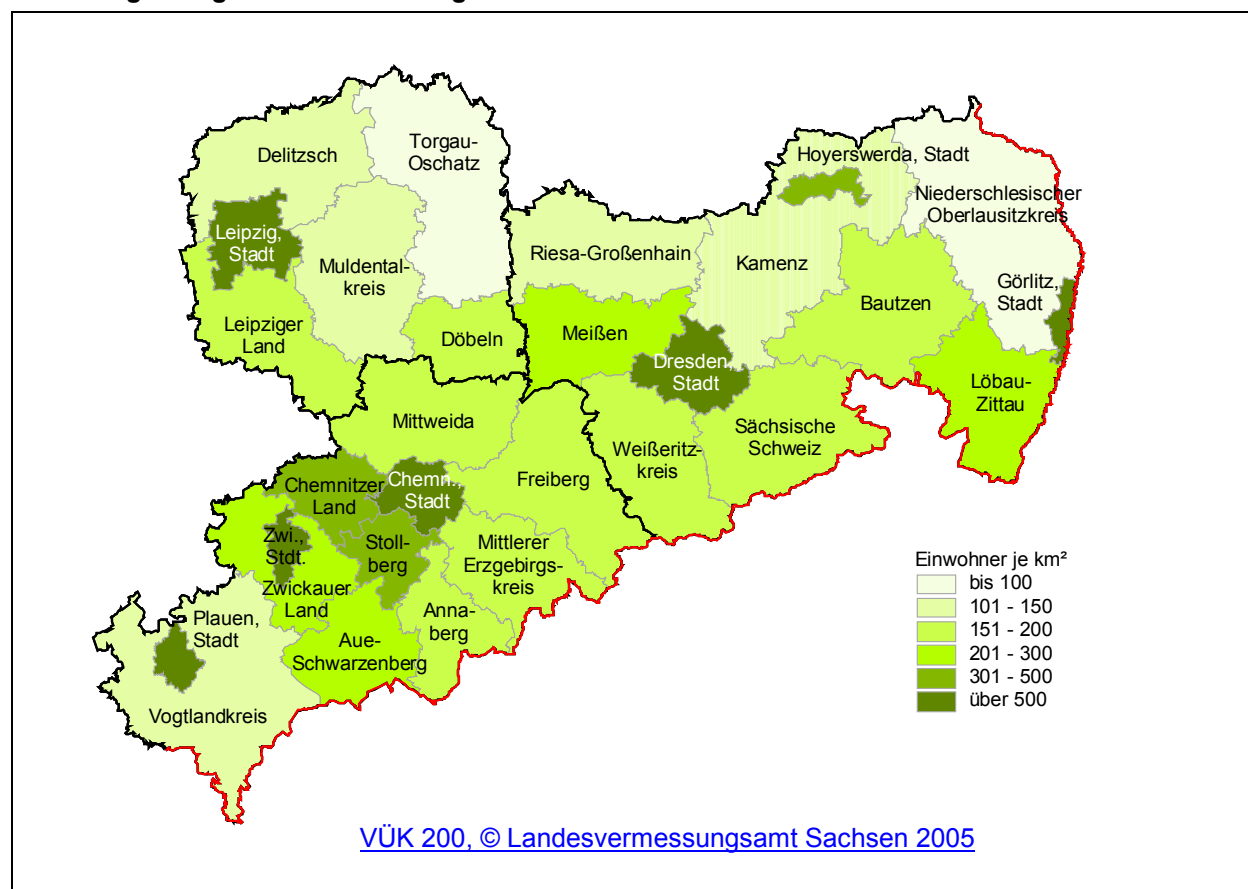 Delitzsch
Torgau-
Oschatz
Hoyerswerda, Stadt
Niederschlesischer
Oberlausitzkreis
Leipzig,
Stadt
Muldental-
kreis
Riesa-Großenhain
Kamenz
Görlitz,
Stadt
Bautzen
Leipziger
Land
Döbeln
Meißen
Dresden
Stadt
Löbau-
Zittau
Mittweida
Weißeritz-
kreis
Sächsische
Schweiz
Chemnitzer
Land
Chemn.,
Stadt
Freiberg
Zwi.,
Stdt.
Stoll-
berg
Mittlerer
Erzgebirgs-
kreis
Zwickauer
Land
Anna-
berg
Plauen,
Stadt
Aue-
Schwarzenberg
Vogtlandkreis
Einwohner je km²
bis 100
101 - 150
151 - 200
201 - 300
301 - 500
über 500
VÜK 200, © Landesvermessungsamt Sachsen 2005